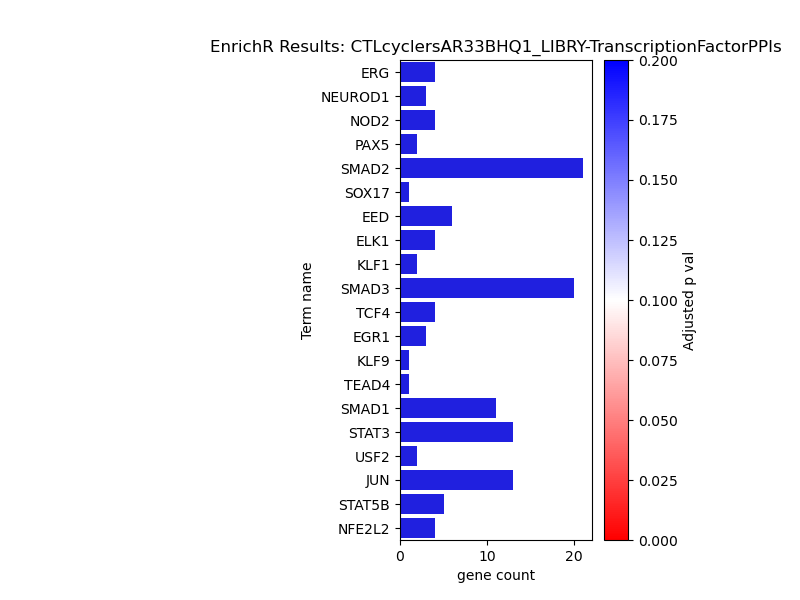 EnrichR Results: CTLcyclersAR33BHQ1_LIBRY-TranscriptionFactorPPIs
ERG
NEUROD1
NOD2
PAX5
SMAD2
SOX17
EED
ELK1
KLF1
SMAD3
TCF4
EGR1
KLF9
TEAD4
SMAD1
STAT3
USF2
JUN
STAT5B
NFE2L2
Term name
0 10 20
gene count
0.200
0.175
0.150
0.125
0.100
0.075
0.050
0.025
0.000
Adjusted p val